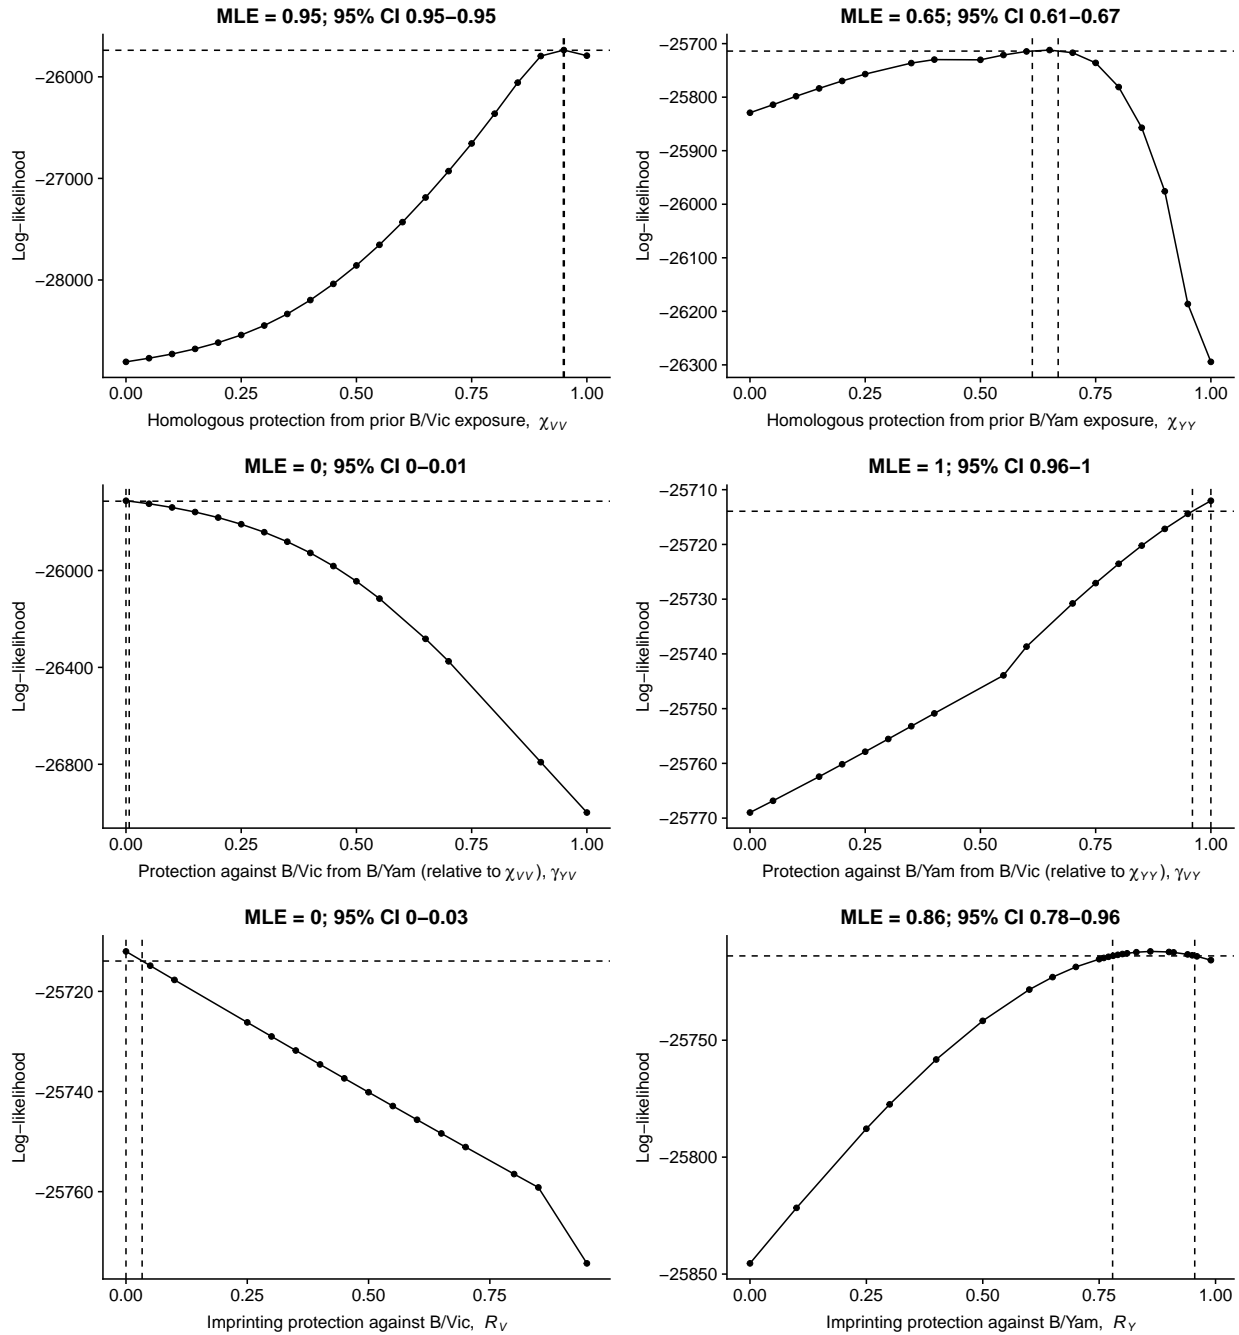 MLE = 0.95; 95% CI 0.95–0.95
Log–likelihood
−26000
−27000
−28000
0.00 0.25 0.50 0.75 1.00
Homologous protection from prior B/Vic exposure, χVV
MLE = 0.65; 95% CI 0.61–0.67
Log–likelihood
−25700
−25800
−25900
−26000
−26100
−26200
−26300
0.00 0.25 0.50 0.75 1.00
Homologous protection from prior B/Yam exposure, χYY
MLE = 0; 95% CI 0–0.01
Log–likelihood
−26000
−26400
−26800
0.00 0.25 0.50 0.75 1.00
Protection against B/Vic from B/Yam (relative to χVV), γYV
MLE = 1; 95% CI 0.96–1
Log–likelihood
−25710
−25720
−25730
−25740
−25750
−25760
−25770
0.00 0.25 0.50 0.75 1.00
Protection against B/Yam from B/Vic (relative to χYY), γVY
MLE = 0; 95% CI 0–0.03
Log–likelihood
−25720
−25740
−25760
0.00 0.25 0.50 0.75
Imprinting protection against B/Vic, RV
MLE = 0.86; 95% CI 0.78–0.96
Log–likelihood
−25750
−25800
−25850
0.00 0.25 0.50 0.75 1.00
Imprinting protection against B/Yam, RY